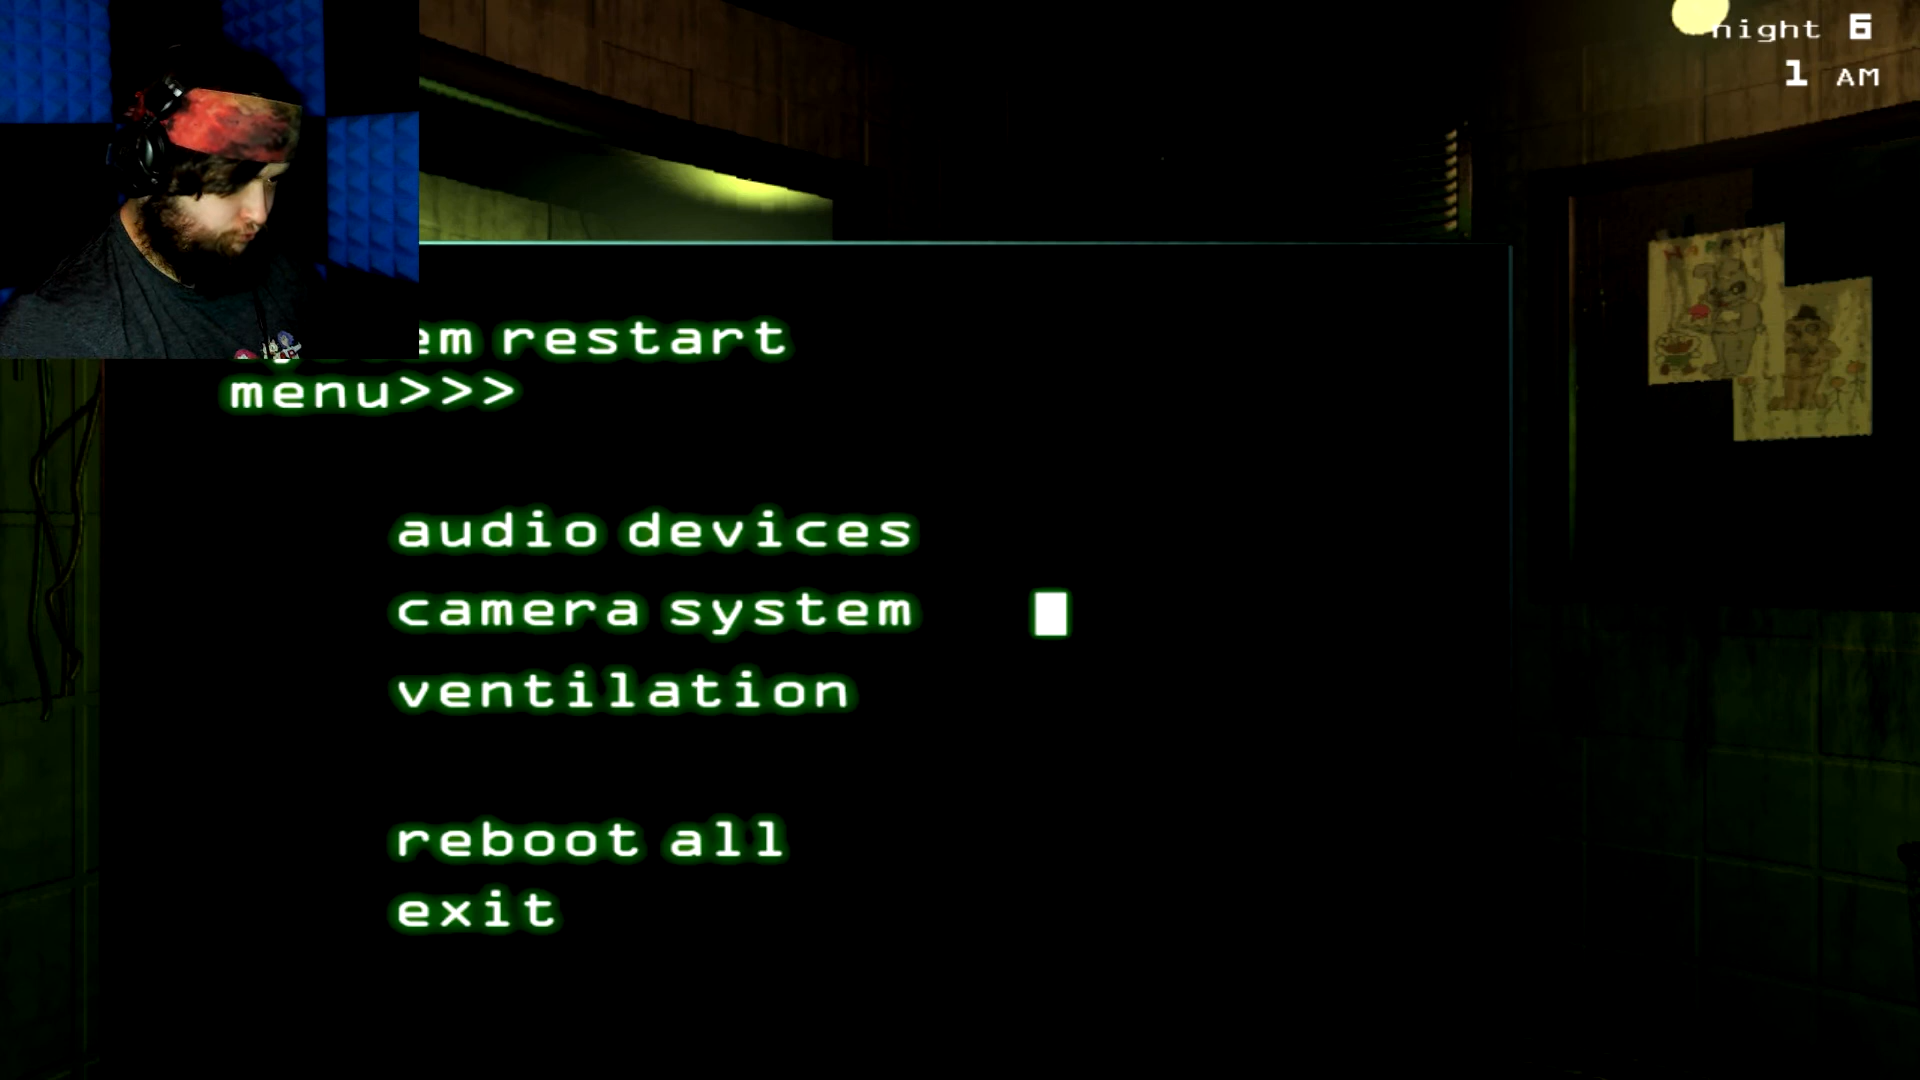 night 6
1 AM
em restart
menu>>>
audio devices
camera system
ventilation
reboot all
exit